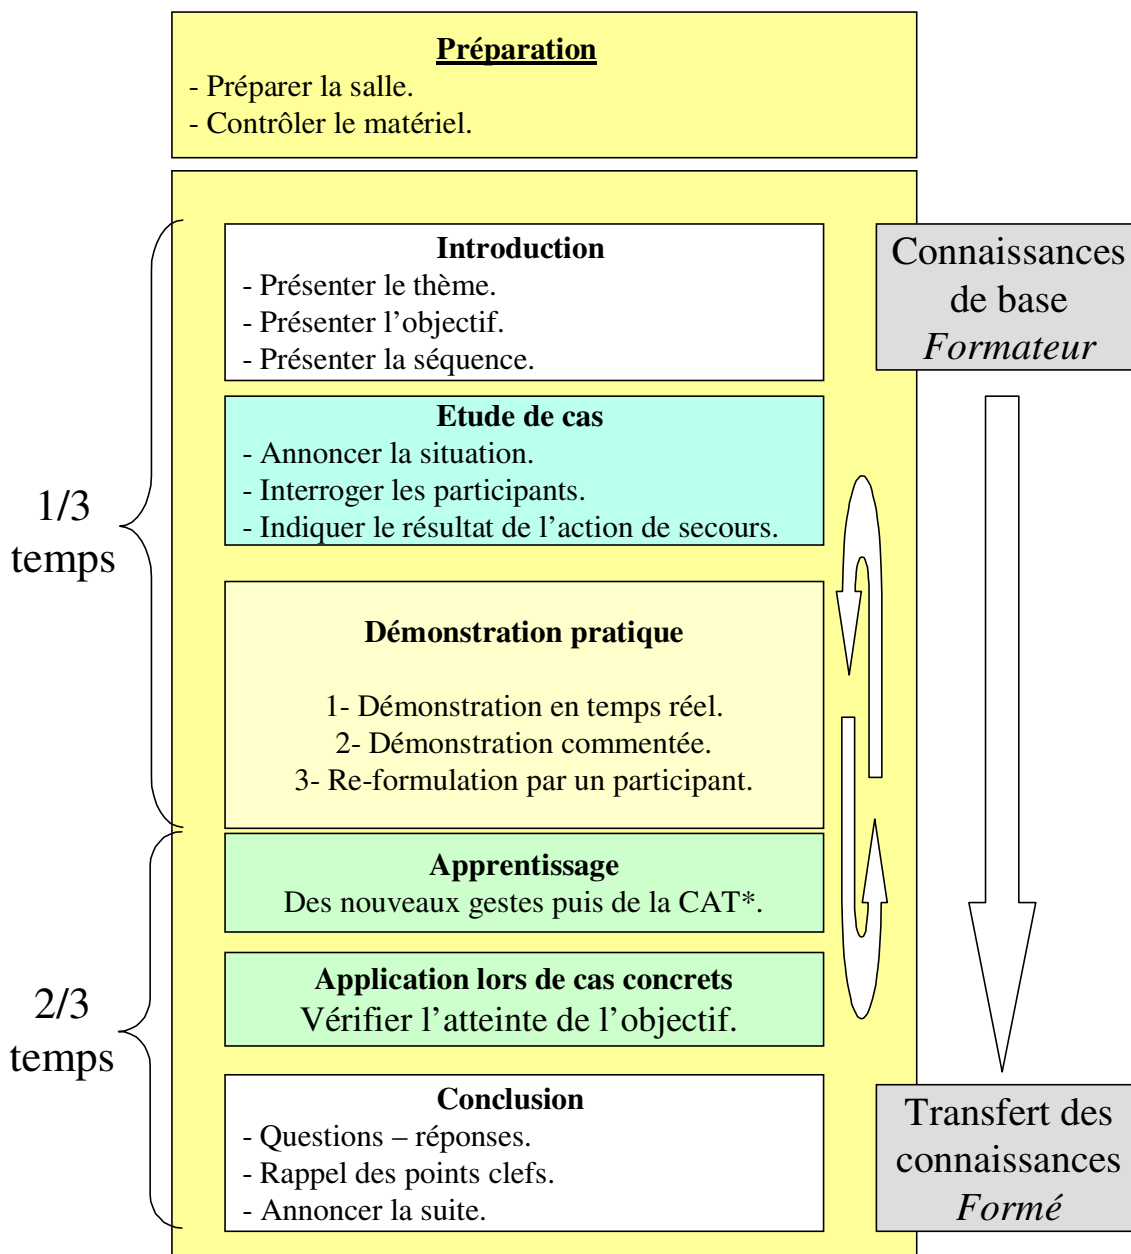 Préparation
- Préparer la salle.
- Contrôler le matériel.
1/3
temps
Introduction
- Présenter le thème.
- Présenter l’objectif.
- Présenter la séquence.
Connaissances
de base
Formateur
Etude de cas
- Annoncer la situation.
- Interroger les participants.
- Indiquer le résultat de l’action de secours.
Démonstration pratique
1- Démonstration en temps réel.
2- Démonstration commentée.
3- Re-formulation par un participant.
2/3
temps
Apprentissage
Des nouveaux gestes puis de la CAT*.
Application lors de cas concrets
Vérifier l’atteinte de l’objectif.
Conclusion
- Questions – réponses.
- Rappel des points clefs.
- Annoncer la suite.
Transfert des
connaissances
Formé